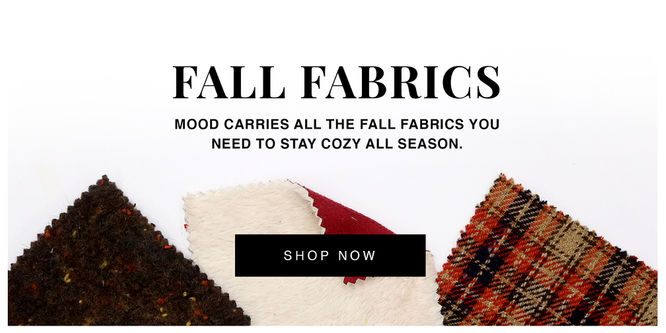 FALL FABRICS
MOOD CARRIES ALL THE FALL FABRICS YOU
NEED TO STAY COZY ALL SEASON.
SHOP NOW